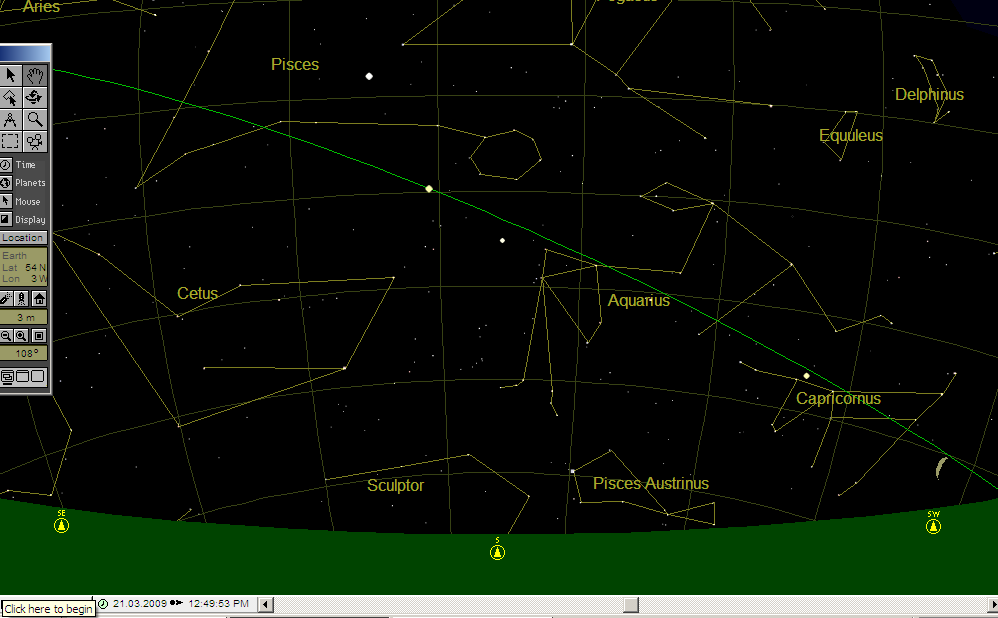 Aries
Pisces
Delphinus
Equuleus
Time
Planets
Mouse
Display
Location
Earth
Lat 54 N
Lon 3 W
Cetus
Aquarius
3 m
108°
Capricornus
Sculptor
Pisces Austrinus
SE
S
SW
Click here to begin
21.03.2009 12:49:53 PM